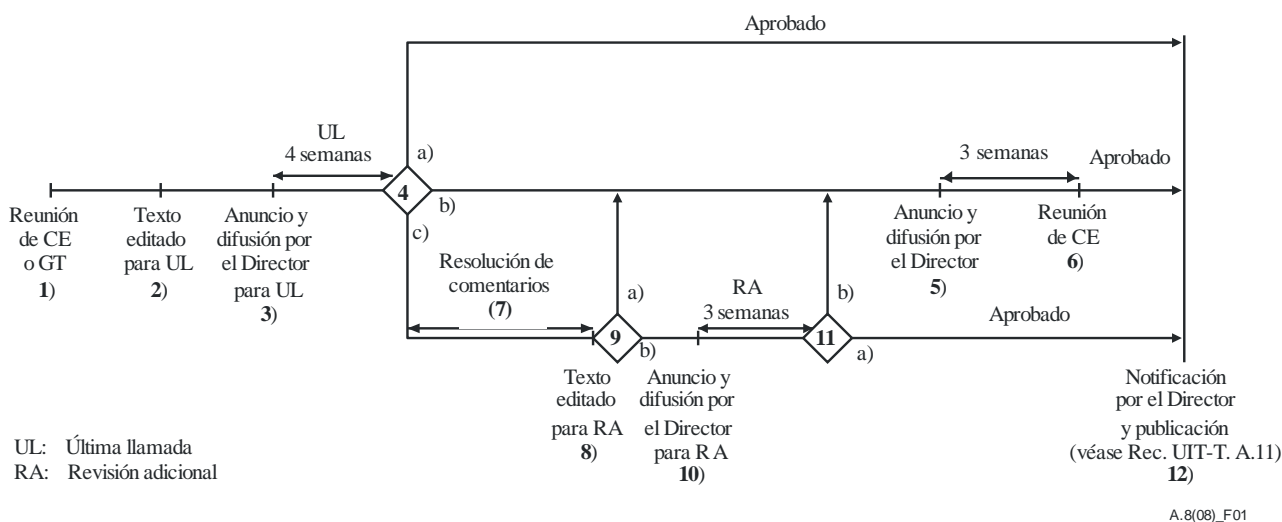 Aprobado
UL
4 semanas
a)
4
b)
c)
3 semanas
Aprobado
Reunión
de CE
o GT
1)
Texto
editado
para UL
2)
Anuncio y
difusión por
el Director
para UL
3)
Resolución de
comentarios
(7)
a)
9
b)
RA
3 semanas
b)
11
a)
Anuncio y
difusión por
el Director
5)
Reunión
de CE
6)
Aprobado
Texto
editado
para RA
8)
Anuncio y
difusión por
el Director
para R A
10)
Notificación
por el Director
y publicación
(véase Rec. UIT-T. A.11)
12)
UL: Última llamada
RA: Revisión adicional
A.8(08)_F01